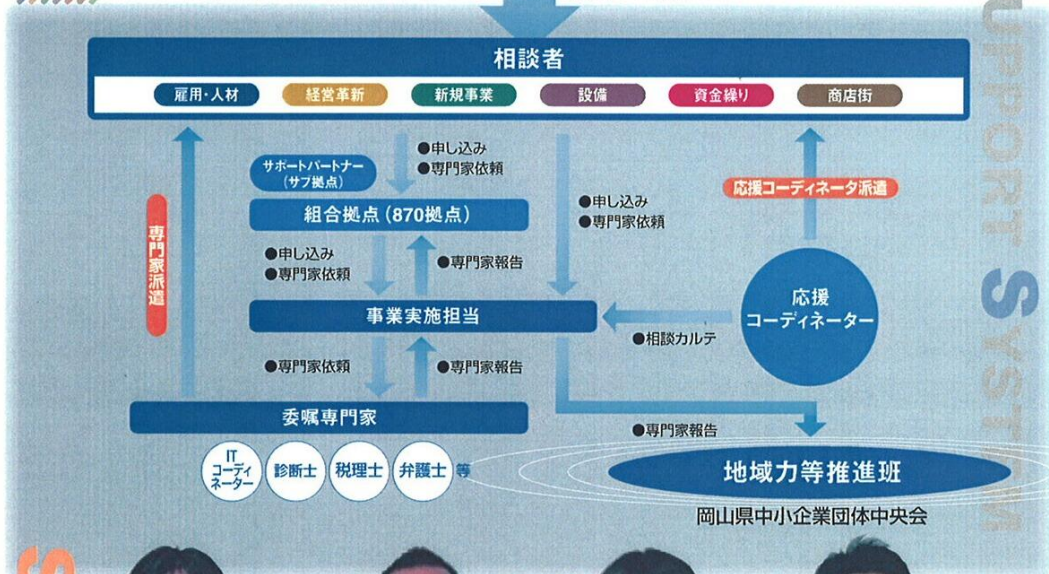 相談者
雇用・人材
経営革新
新規事業
設備
資金繰り
商店街
●申し込み
●専門家依頼
サポートパートナー
(サブ拠点)
組合拠点(870拠点)
●申し込み
●専門家依頼
応援コーディネータ派遣
専門家派遣
●申し込み
●専門家依頼
●専門家報告
事業実施担当
応援
コーディネーター
●相談カルテ
●専門家依頼
●専門家報告
委嘱専門家
●専門家報告
IT
コーディ
ネーター
診断士
税理士
弁護士
等
地域力等推進班
岡山県中小企業団体中央会
UPPORT SYSTEM
S